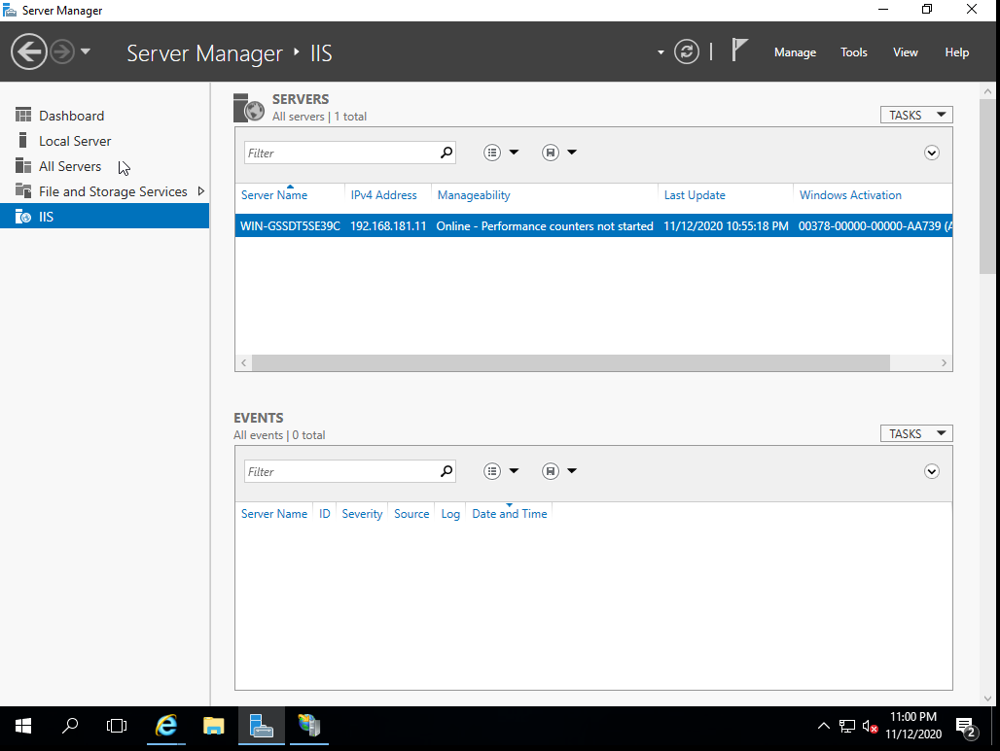 Server Manager
Server Manager ‣ IIS
Manage Tools View Help
Dashboard
Local Server
All Servers
File and Storage Services
IIS
SERVERS
All servers | 1 total
TASKS
Filter
Server Name IPv4 Address Manageability Last Update Windows Activation
WIN-GSSDT5SE39C 192.168.181.11 Online - Performance counters not started 11/12/2020 10:55:18 PM 00378-00000-00000-AA739 (A
EVENTS
All events | 0 total
TASKS
Filter
Server Name ID Severity Source Log Date and Time
11:00 PM
11/12/2020
2